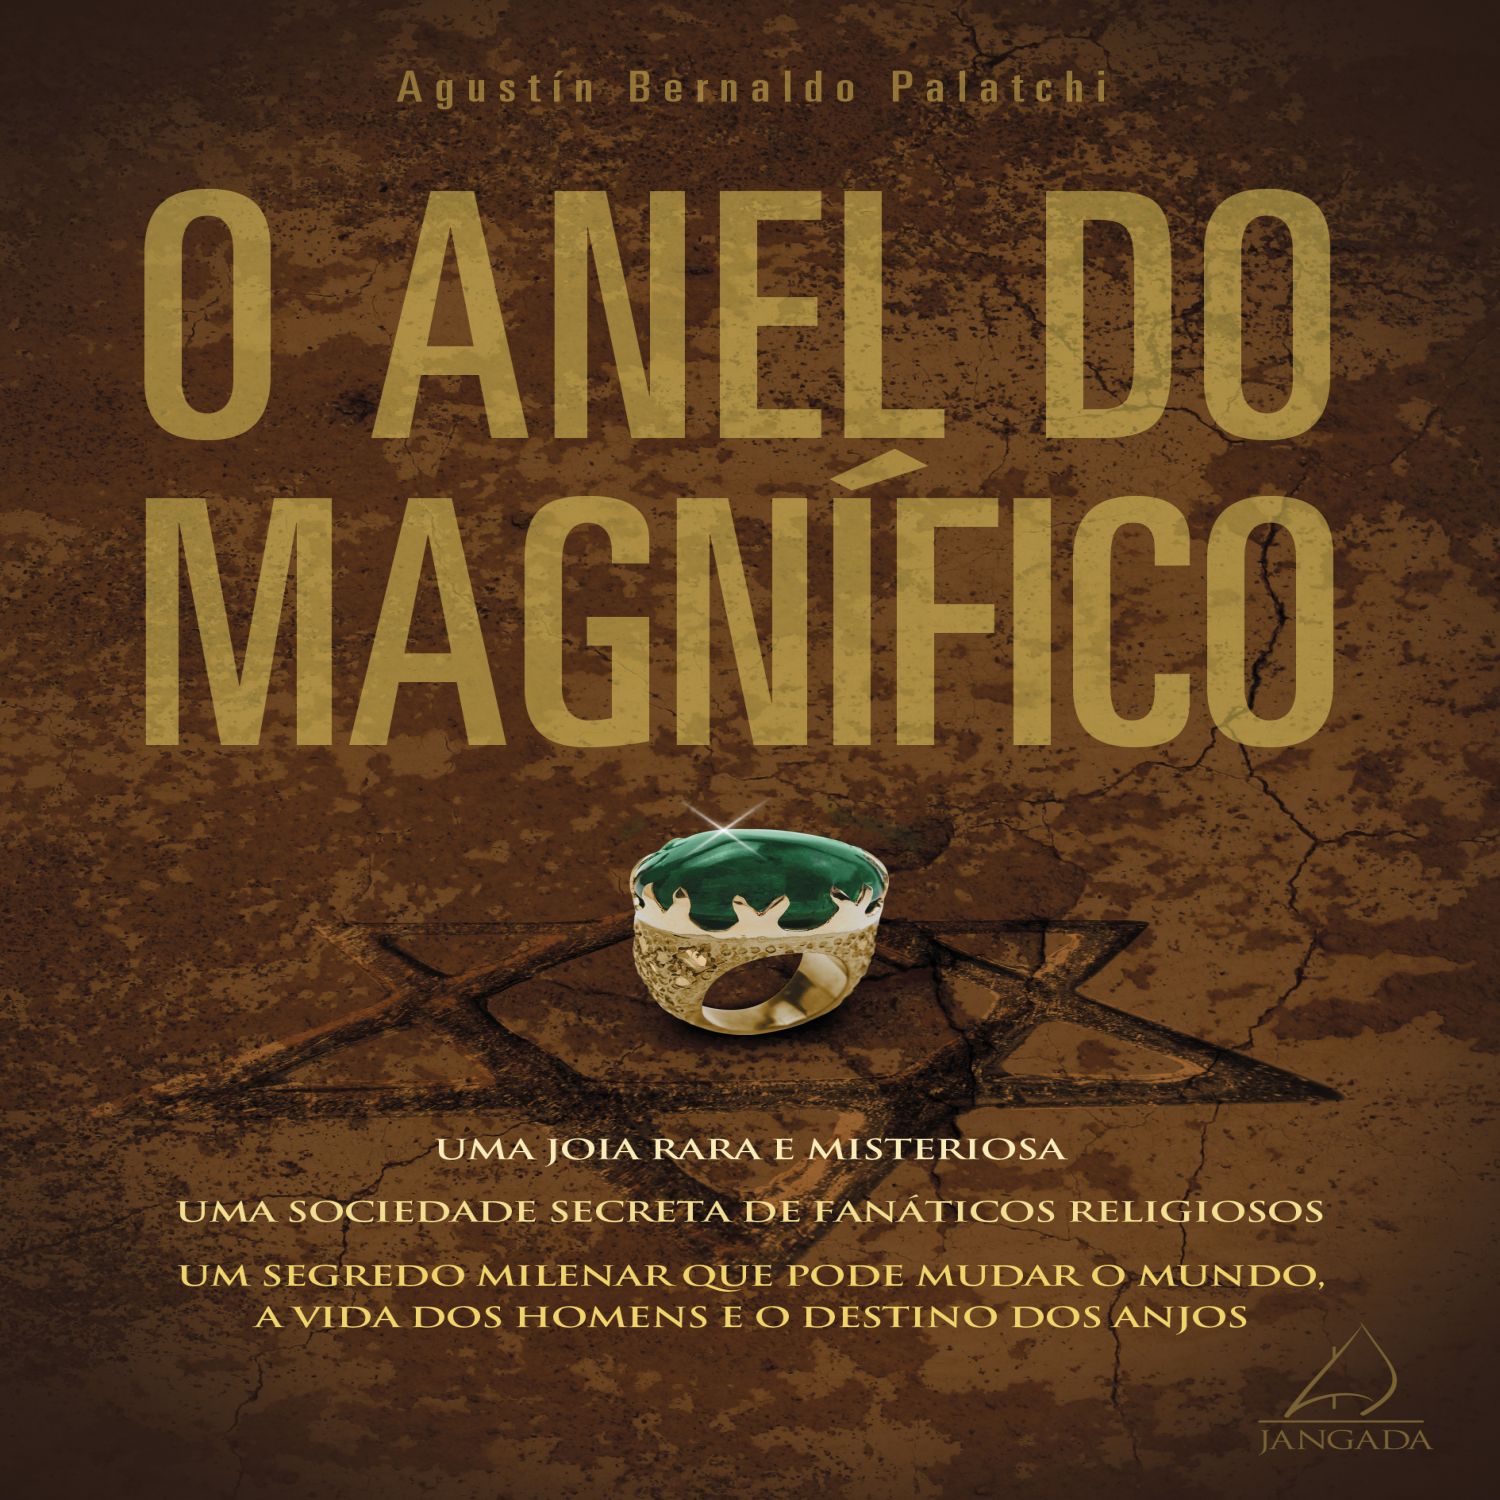 Agustín Bernaldo Palatchi
O ANEL DO
MAGNÍFICO
UMA JOIA RARA E MISTERIOSA
UMA SOCIEDADE SECRETA DE FANÁTICOS RELIGIOSOS
UM SEGREDO MILENAR QUE PODE MUDAR O MUNDO,
A VIDA DOS HOMENS E O DESTINO DOS ANJOS
JANGADA